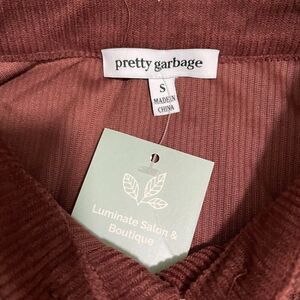 pretty garbage
S
MADE IN
CHINA
Luminate Salon &
Boutique